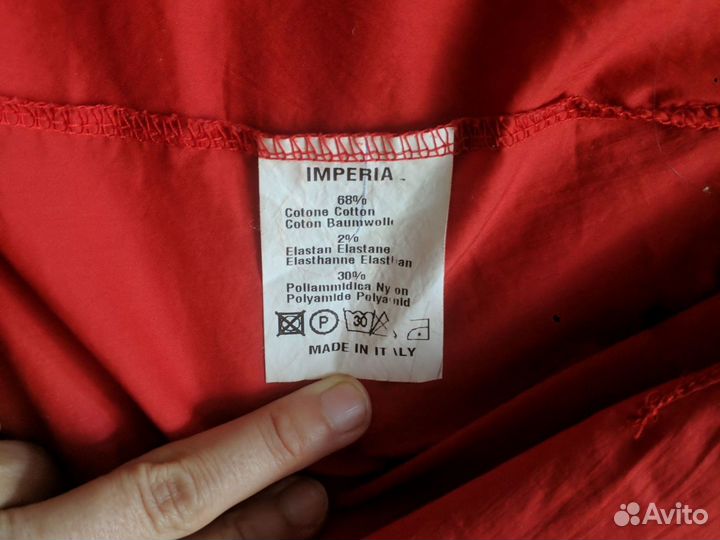 IMPERIA
68%
Cotone Cotton
Coton Baumwolle
2%
Elastan Elastane
Elasthanne Elasthan
30%
Poliammidica Nylon
Polyamide Polyamid
P 30
MADE IN ITALY
Avito